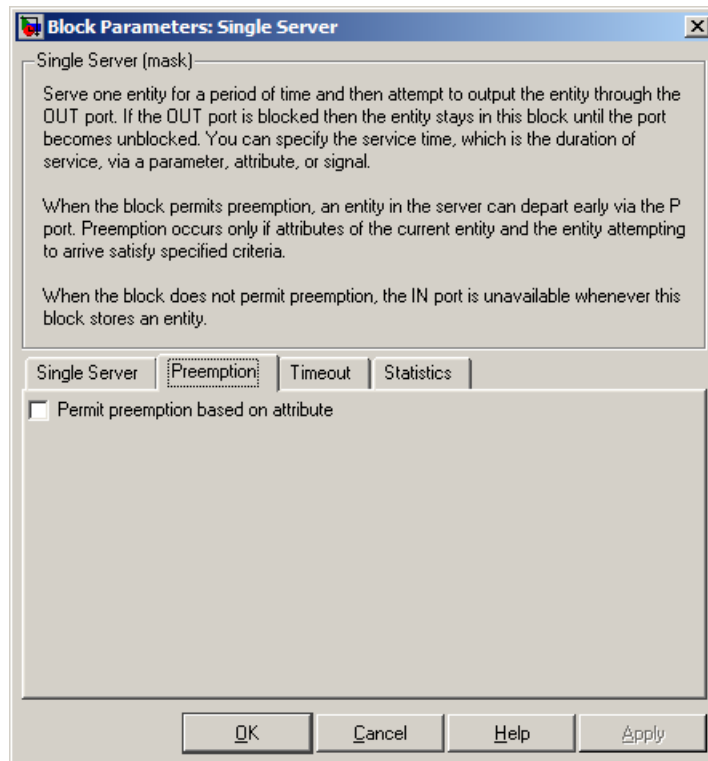 Block Parameters: Single Server
Single Server (mask)
Serve one entity for a period of time and then attempt to output the entity through the
OUT port. If the OUT port is blocked then the entity stays in this block until the port
becomes unblocked. You can specify the service time, which is the duration of
service, via a parameter, attribute, or signal.
When the block permits preemption, an entity in the server can depart early via the P
port. Preemption occurs only if attributes of the current entity and the entity attempting
to arrive satisfy specified criteria.
When the block does not permit preemption, the IN port is unavailable whenever this
block stores an entity.
Single Server Preemption Timeout Statistics
Permit preemption based on attribute
OK Cancel Help Apply